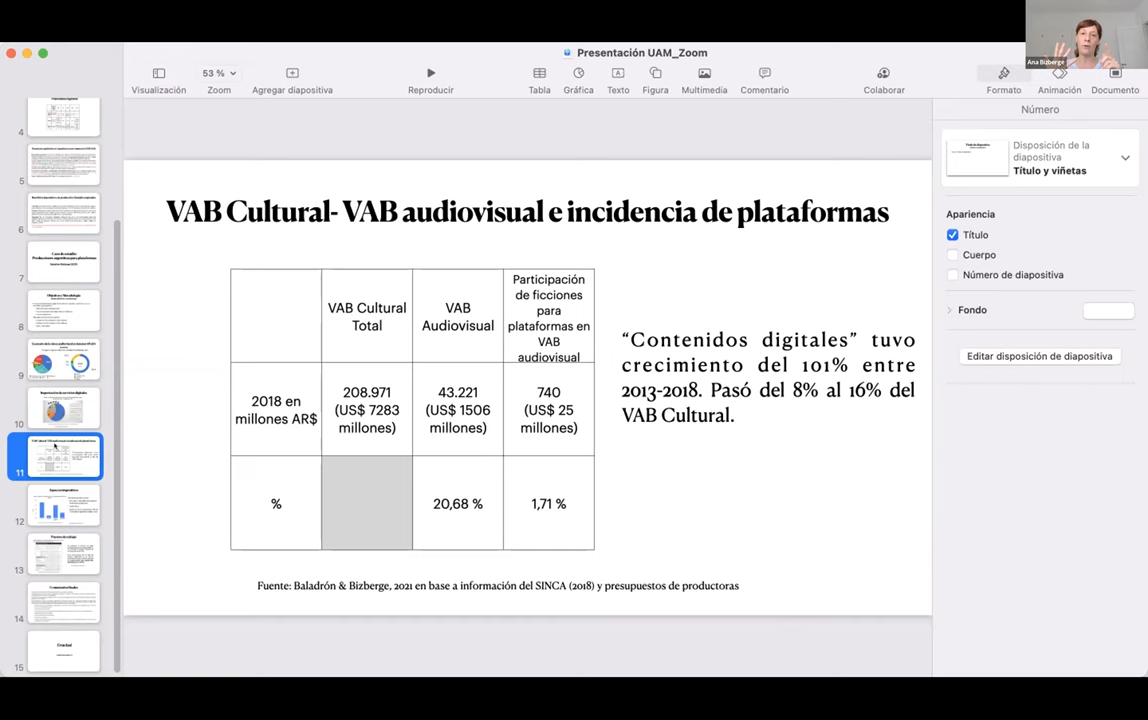 Presentación UAM_Zoom
Ana Bizberge
53 %
Visualización
Zoom
Agregar diapositiva
Reproducir
Tabla
Gráfica
Texto
Figura
Multimedia
Comentario
Colaborar
Formato
Animación
Documento
4
5
6
7
8
9
10
11
12
13
14
15
VAB Cultural- VAB audiovisual e incidencia de plataformas
VAB Cultural
Total
VAB
Audiovisual
Participación
de ficciones
para
plataformas en
VAB
audiovisual
2018 en
millones AR$
208.971
(US$ 7283
millones)
43.221
(US$ 1506
millones)
740
(US$ 25
millones)
%
20,68 %
1,71 %
“Contenidos digitales” tuvo
crecimiento del 101% entre
2013-2018. Pasó del 8% al 16% del
VAB Cultural.
Fuente: Baladrón & Bizberge, 2021 en base a información del SINCA (2018) y presupuestos de productoras
Número
Disposición de la
diapositiva
Título y viñetas
Apariencia
Título
Cuerpo
Número de diapositiva
Fondo
Editar disposición de diapositiva